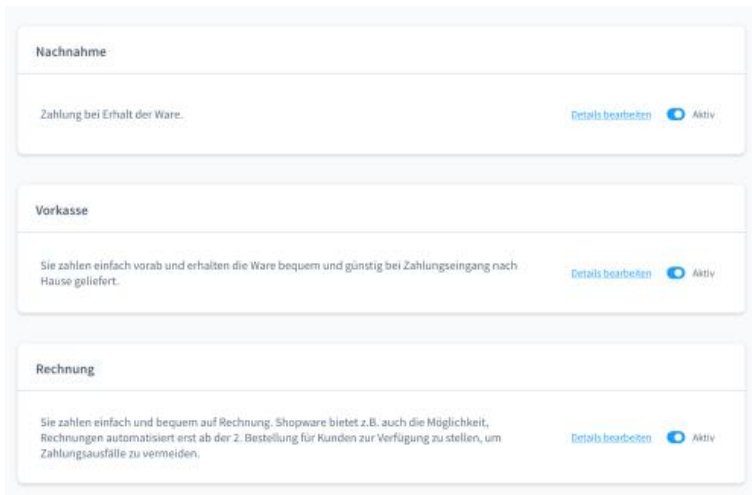 Nachnahme
Zahlung bei Erhalt der Ware.
Details bearbeiten Aktiv
Vorkasse
Sie zahlen einfach vorab und erhalten die Ware bequem und günstig bei Zahlungseingang nach
Hause geliefert.
Details bearbeiten Aktiv
Rechnung
Sie zahlen einfach und bequem auf Rechnung. Shopware bietet z.B. auch die Möglichkeit,
Rechnungen automatisiert erst ab der 2. Bestellung für Kunden zur Verfügung zu stellen, um
Zahlungsausfälle zu vermeiden.
Details bearbeiten Aktiv